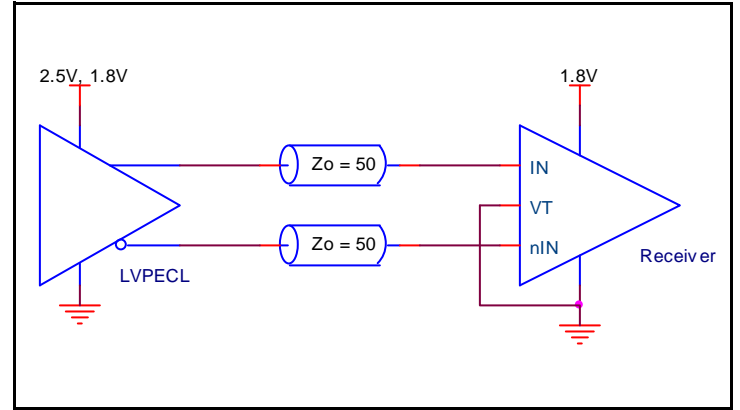 2.5V, 1.8V
1.8V
Zo = 50
IN
VT
Zo = 50
nIN
LVPECL
Receiver